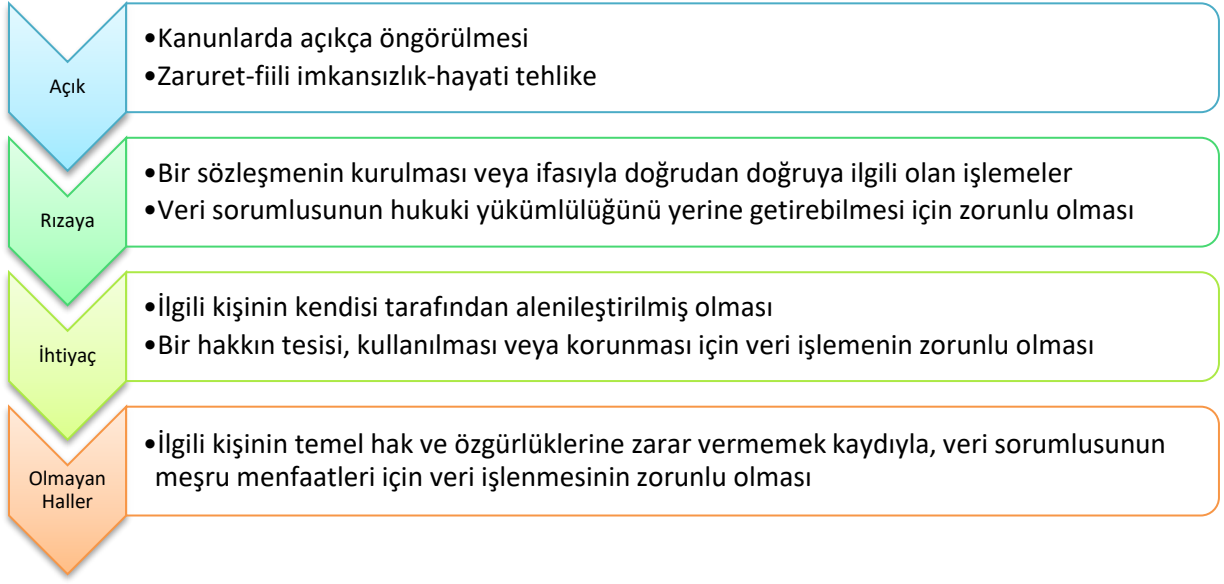 Açık
•Kanunlarda açıkça öngörülmesi
•Zaruret-fiili imkansızlık-hayati tehlike
Rızaya
•Bir sözleşmenin kurulması veya ifasıyla doğrudan doğruya ilgili olan işlemeler
•Veri sorumlusunun hukuki yükümlülüğünü yerine getirebilmesi için zorunlu olması
İhtiyaç
•İlgili kişinin kendisi tarafından alenileştirilmiş olması
•Bir hakkın tesisi, kullanılması veya korunması için veri işlemenin zorunlu olması
Olmayan
Haller
•İlgili kişinin temel hak ve özgürlüklerine zarar vermemek kaydıyla, veri sorumlusunun
meşru menfaatleri için veri işlenmesinin zorunlu olması